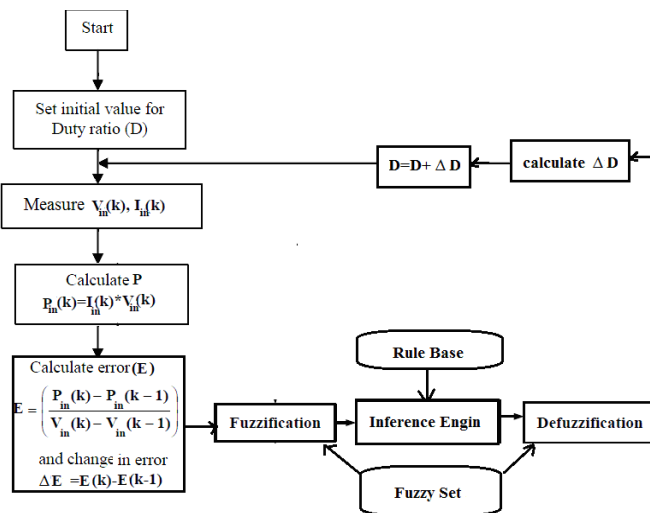 Start
Set initial value for
Duty ratio (D)
D=D+ Δ D
calculate Δ D
Measure V_in(k), I_in(k)
Calculate P
P_in(k)=I_in(k)*V_in(k)
Calculate error(E)
E = ( P_in(k) – P_in(k – 1) / V_in(k) – V_in(k – 1) )
and change in error
ΔE =E(k)-E(k-1)
Rule Base
Fuzzification
Inference Engin
Defuzzification
Fuzzy Set